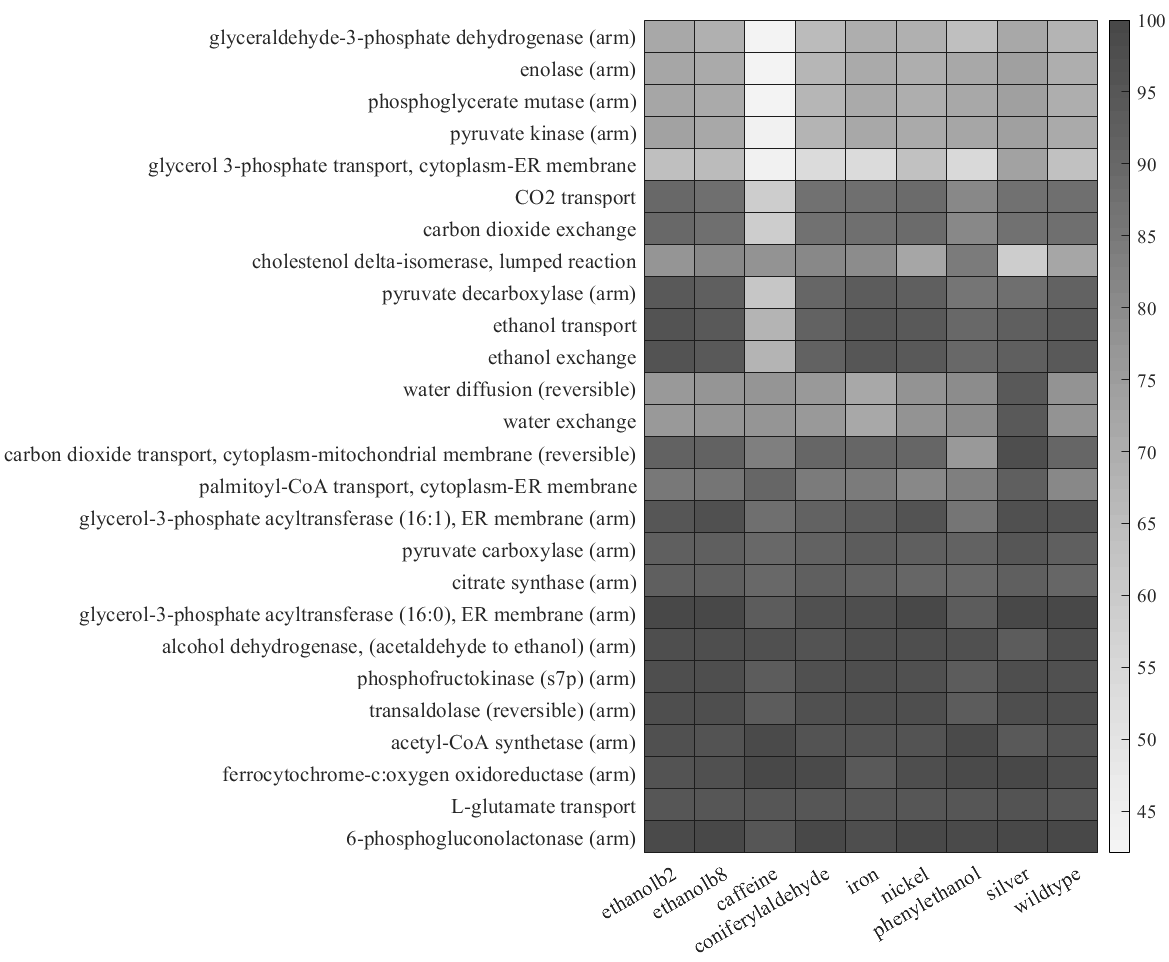 glyceraldehyde-3-phosphate dehydrogenase (arm)
enolase (arm)
phosphoglycerate mutase (arm)
pyruvate kinase (arm)
glycerol 3-phosphate transport, cytoplasm-ER membrane
CO2 transport
carbon dioxide exchange
cholestenol delta-isomerase, lumped reaction
pyruvate decarboxylase (arm)
ethanol transport
ethanol exchange
water diffusion (reversible)
water exchange
carbon dioxide transport, cytoplasm-mitochondrial membrane (reversible)
palmitoyl-CoA transport, cytoplasm-ER membrane
glycerol-3-phosphate acyltransferase (16:1), ER membrane (arm)
pyruvate carboxylase (arm)
citrate synthase (arm)
glycerol-3-phosphate acyltransferase (16:0), ER membrane (arm)
alcohol dehydrogenase, (acetaldehyde to ethanol) (arm)
phosphofructokinase (s7p) (arm)
transaldolase (reversible) (arm)
acetyl-CoA synthetase (arm)
ferrocytochrome-c:oxygen oxidoreductase (arm)
L-glutamate transport
6-phosphogluconolactonase (arm)
ethanolb2
ethanolb8
caffeine
coniferylaldehyde
iron
nickel
phenylethanol
silver
wildtype
100
95
90
85
80
75
70
65
60
55
50
45